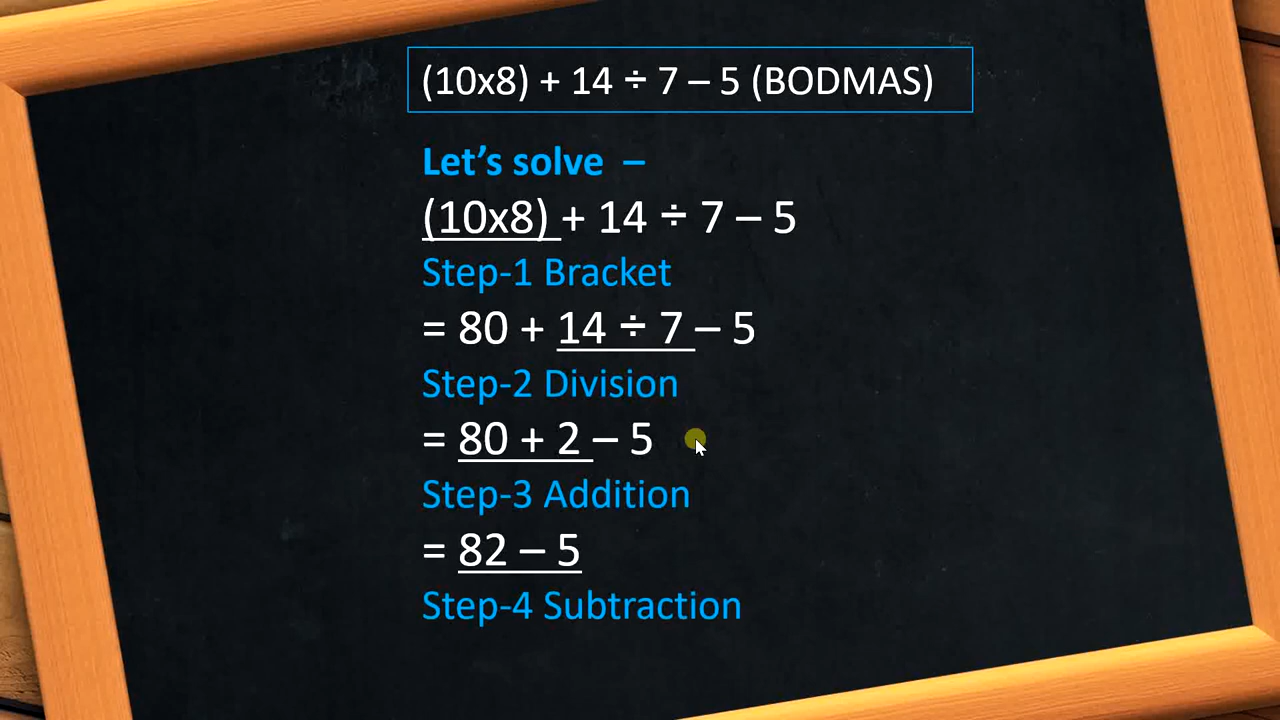 (10x8) + 14 ÷ 7 – 5 (BODMAS)
Let’s solve –
(10x8) + 14 ÷ 7 – 5
Step-1 Bracket
= 80 + 14 ÷ 7 – 5
Step-2 Division
= 80 + 2 – 5
Step-3 Addition
= 82 – 5
Step-4 Subtraction